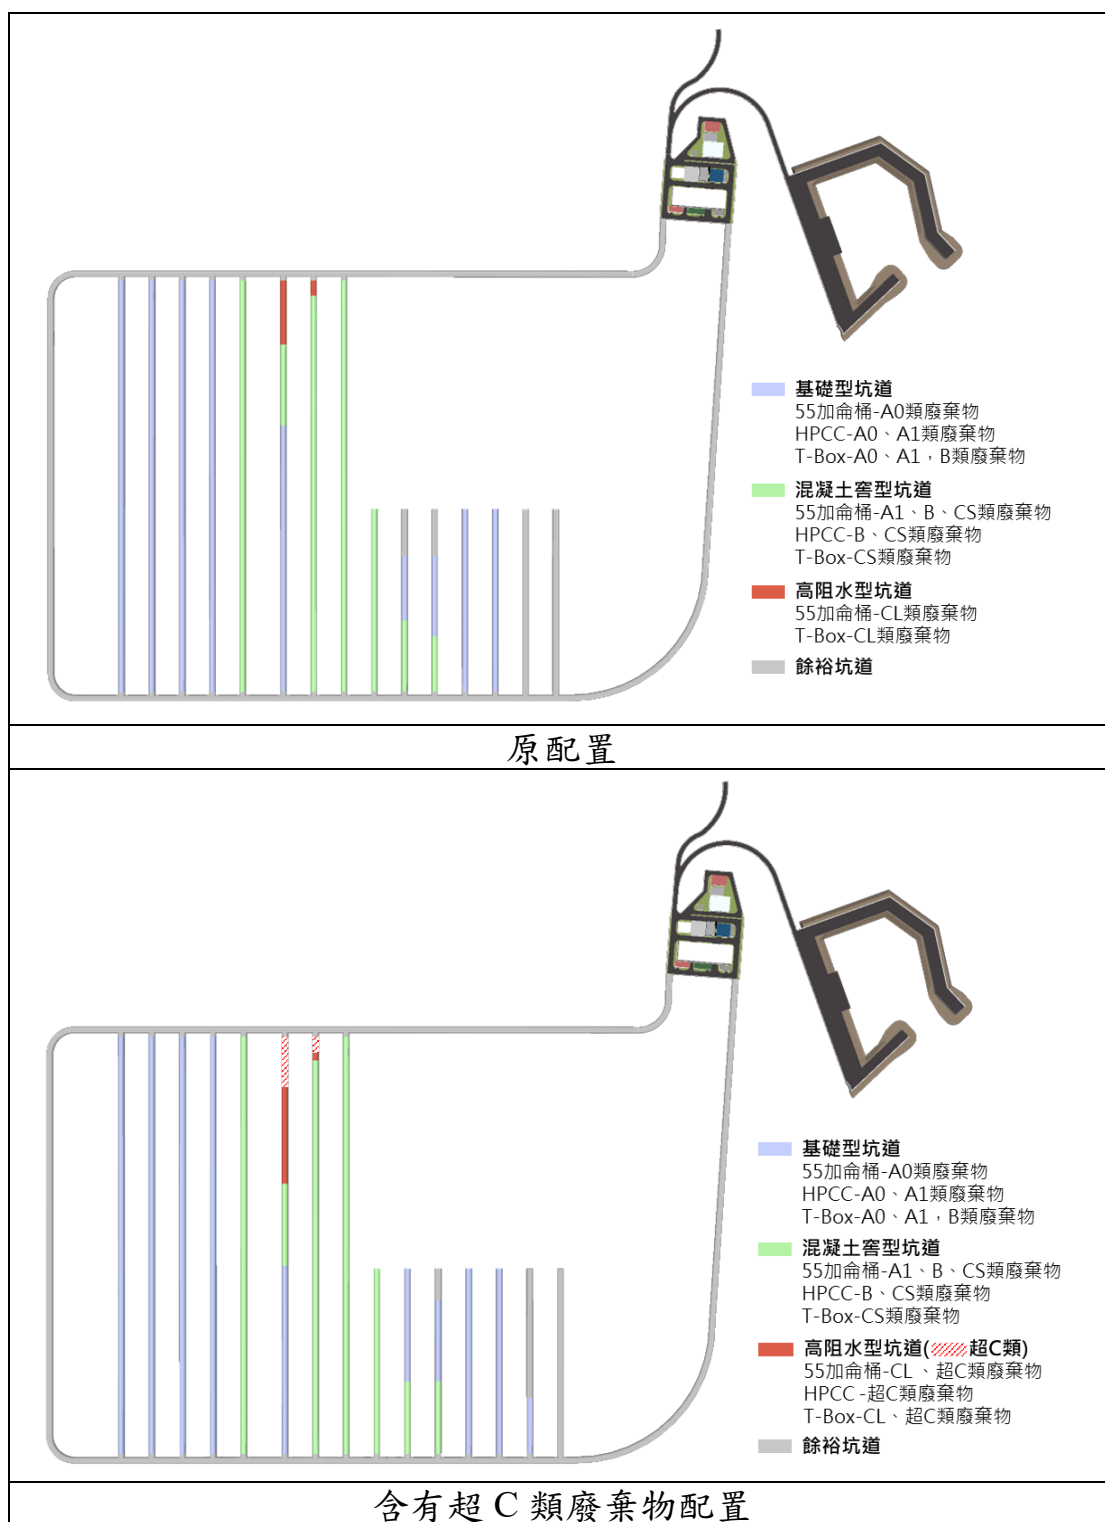 基礎型坑道
55加侖桶-A0類廢棄物
HPCC-A0、A1類廢棄物
T-Box-A0、A1，B類廢棄物
混凝土窖型坑道
55加侖桶-A1、B、CS類廢棄物
HPCC-B、CS類廢棄物
T-Box-CS類廢棄物
高阻水型坑道
55加侖桶-CL類廢棄物
T-Box-CL類廢棄物
餘裕坑道
原配置
基礎型坑道
55加侖桶-A0類廢棄物
HPCC-A0、A1類廢棄物
T-Box-A0、A1，B類廢棄物
混凝土窖型坑道
55加侖桶-A1、B、CS類廢棄物
HPCC-B、CS類廢棄物
T-Box-CS類廢棄物
高阻水型坑道(超C類)
55加侖桶-CL 、超C類廢棄物
HPCC -超C類廢棄物
T-Box-CL、超C類廢棄物
餘裕坑道
含有超 C 類廢棄物配置